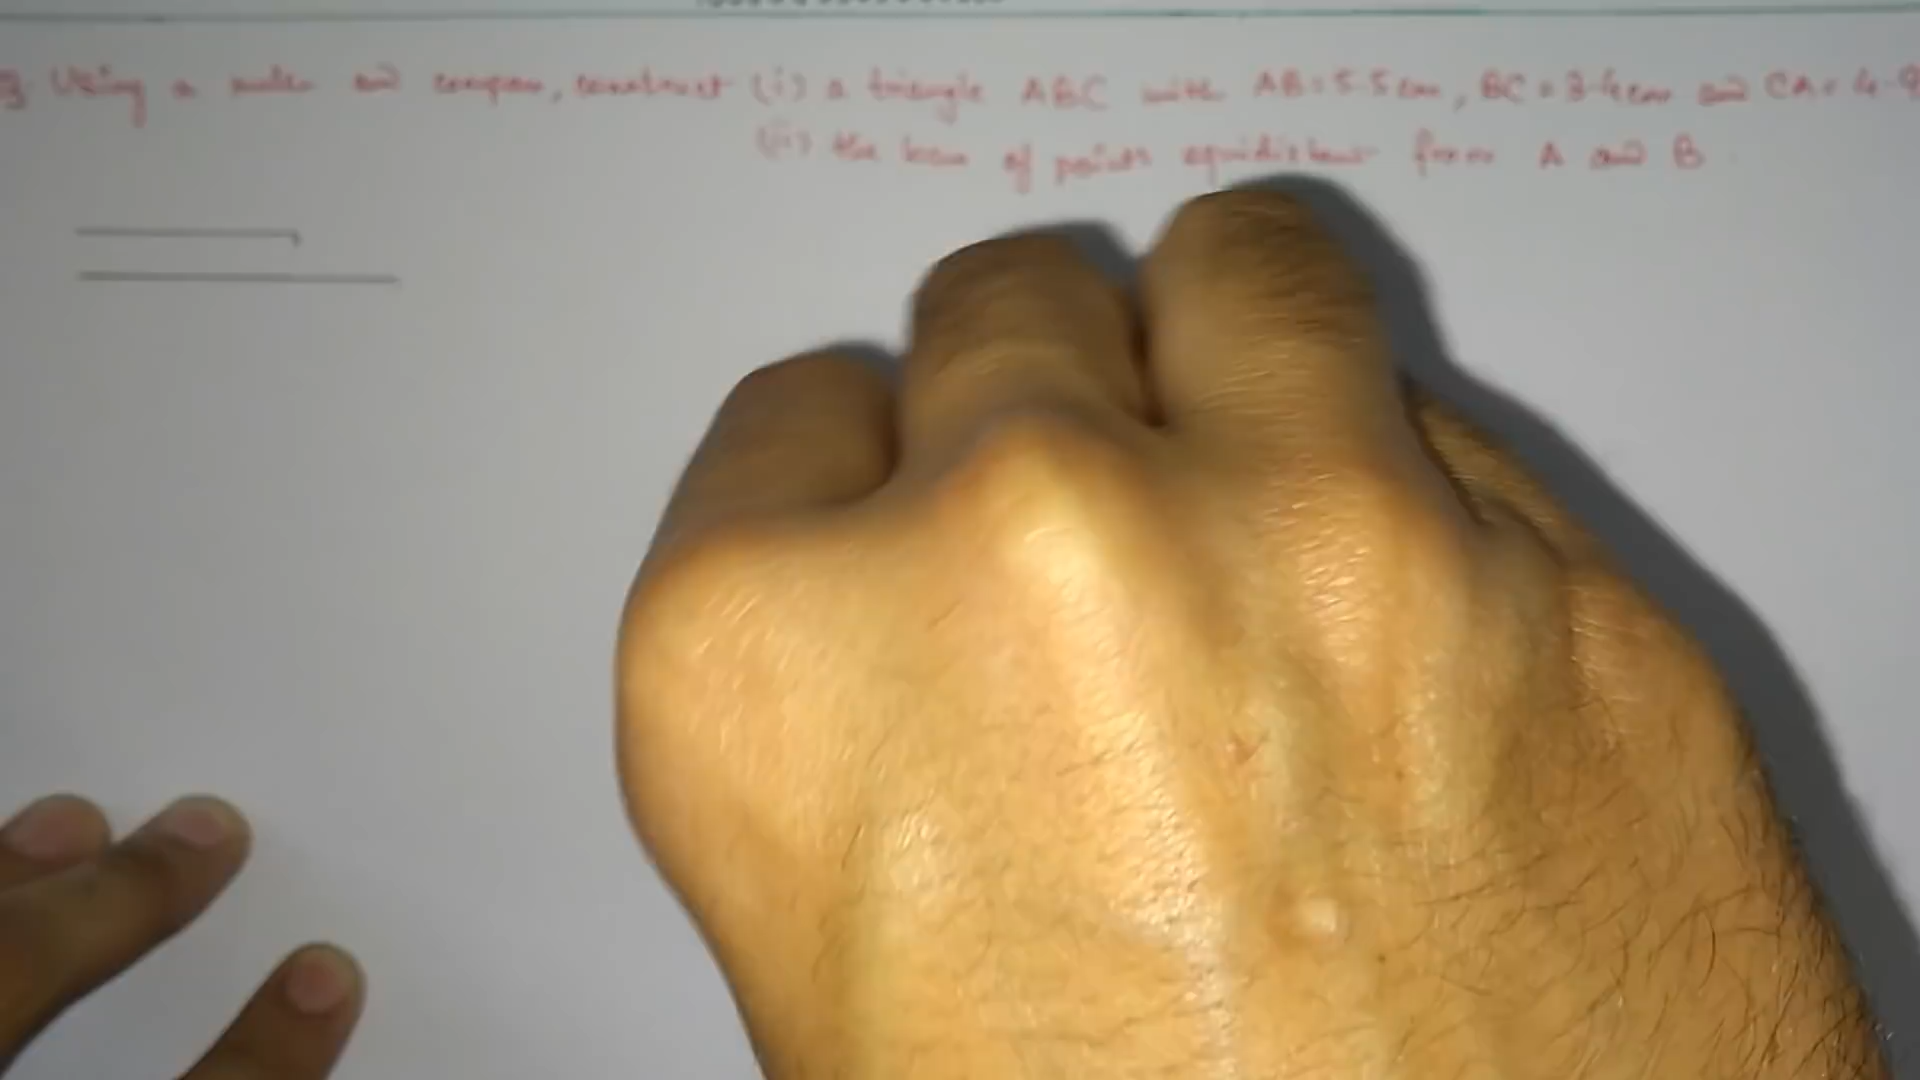 Using a ruler and compass, construct (i) a triangle ABC with AB = 5.5 cm, BC = 3.4 cm and CA = 4.9
(ii) the locus of points equidistant from A and B